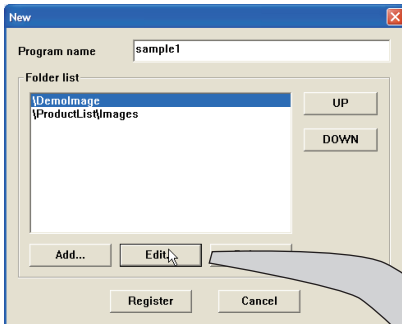 New
Program name
sample1
Folder list
\DemoImage
\ProductList\Images
UP
DOWN
Add...
Edit
Register
Cancel